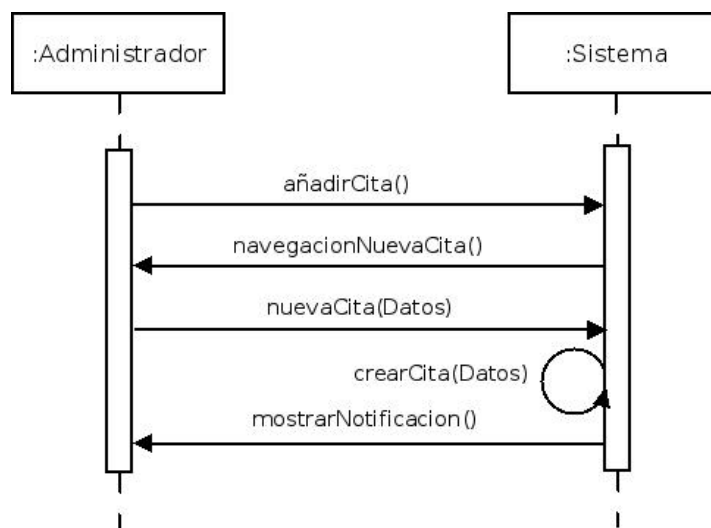 :Administrador
:Sistema
añadirCita()
navegacionNuevaCita()
nuevaCita(Datos)
crearCita(Datos)
mostrarNotificacion()